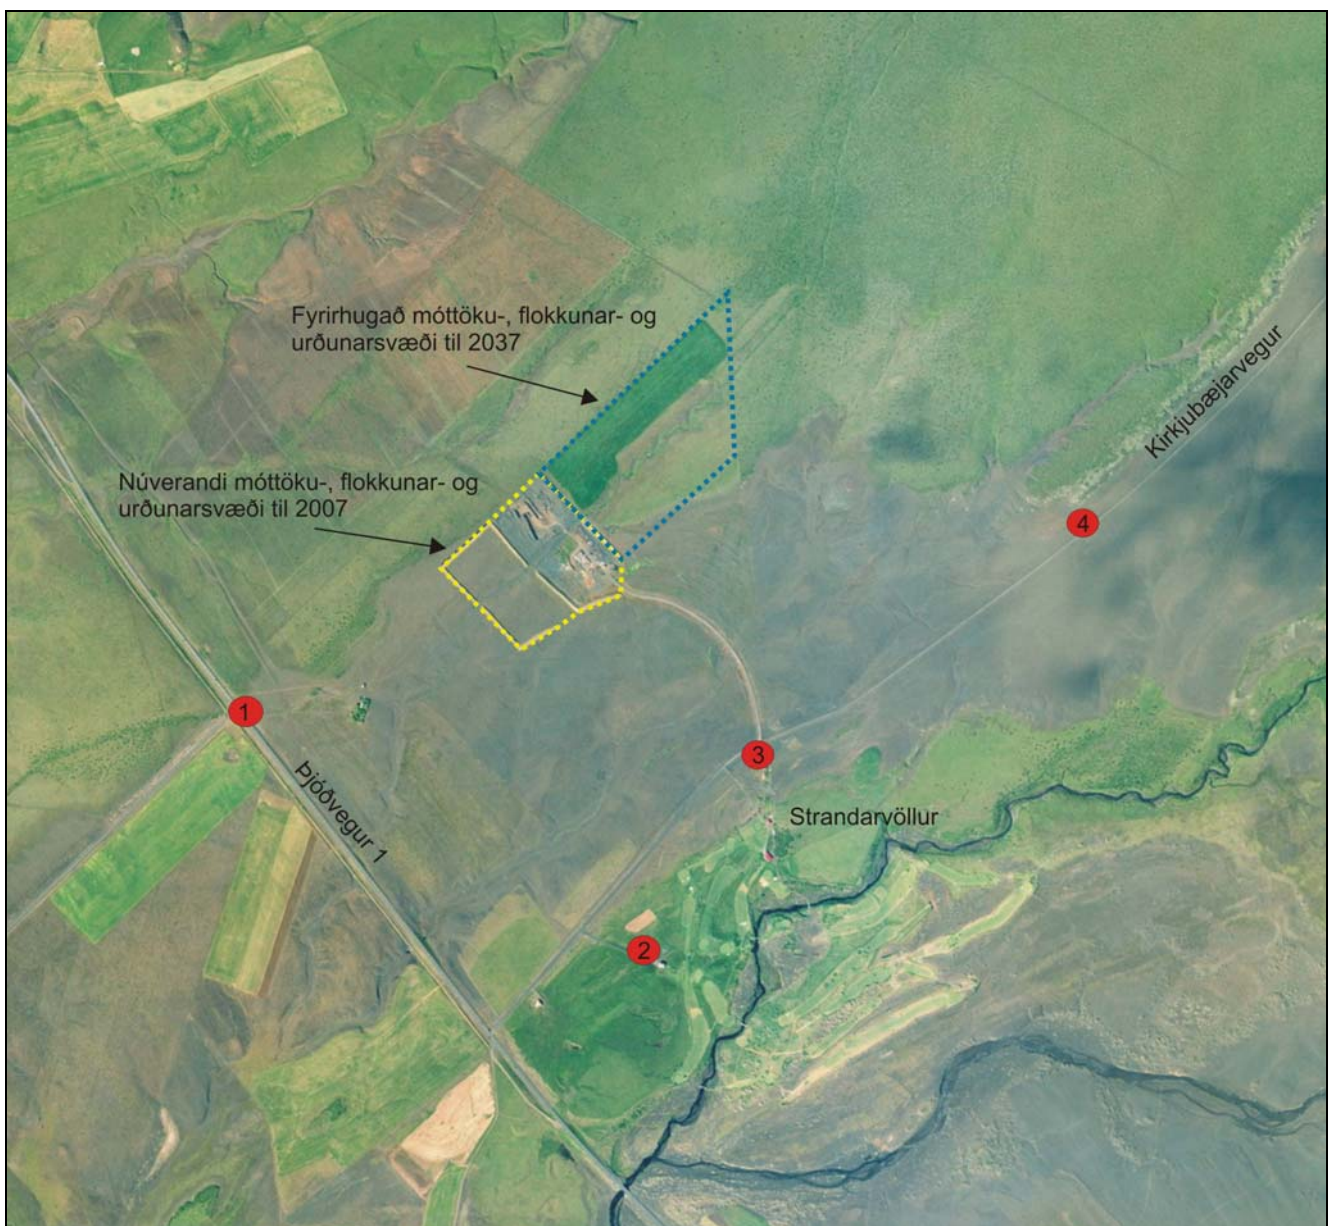 Fyrirhugað móttöku-, flokkunar- og
urðunarsvæði til 2037
Kirkjubæjarvegur
Núverandi móttöku-, flokkunar- og
urðunarsvæði til 2007
4
1
3
Þjóðvegur 1
Strandarvöllur
2